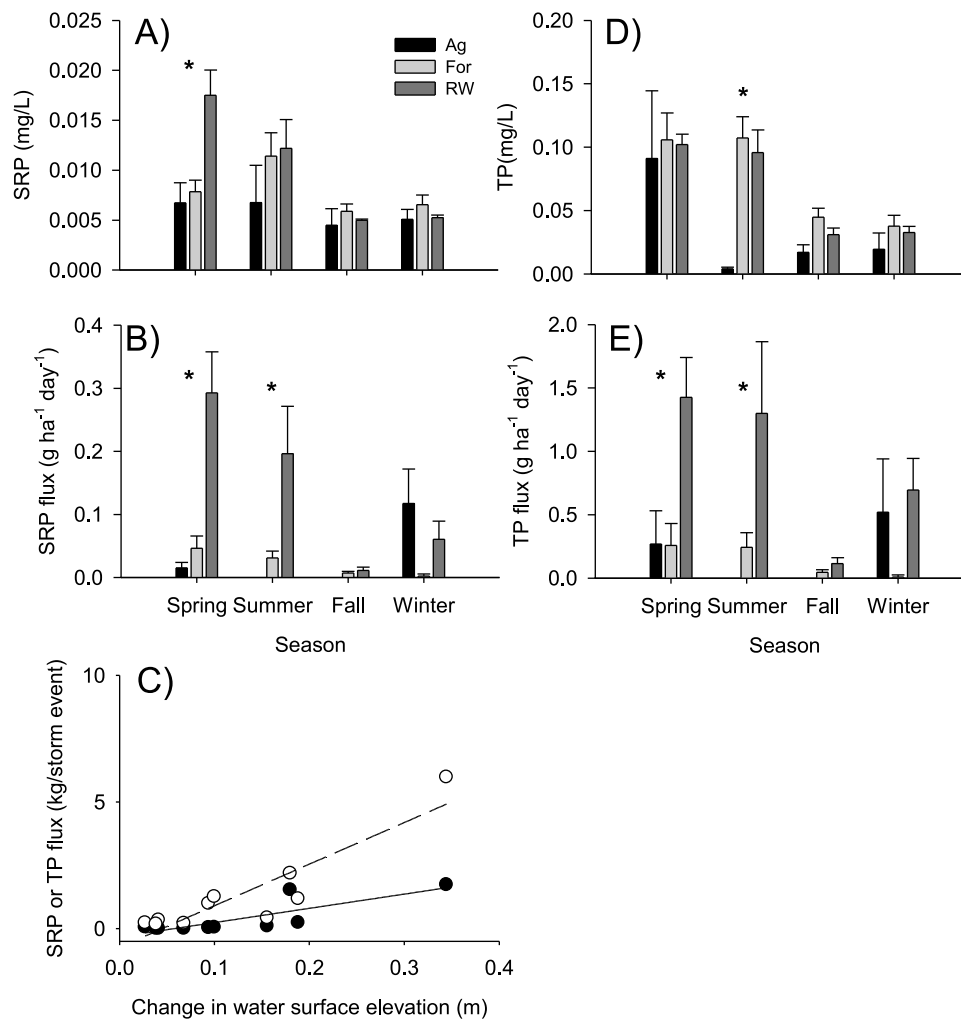 A)
SRP (mg/L)
0.025
0.020
0.015
0.010
0.005
0.000
*
Ag
For
RW
D)
TP(mg/L)
0.20
0.15
0.10
0.05
0.00
*
B)
SRP flux (g ha-1 day-1)
0.4
0.3
0.2
0.1
0.0
*
*
Spring Summer Fall Winter
Season
E)
TP flux (g ha-1 day-1)
2.0
1.5
1.0
0.5
0.0
*
*
Spring Summer Fall Winter
Season
C)
SRP or TP flux (kg/storm event)
10
5
0
0.0 0.1 0.2 0.3 0.4
Change in water surface elevation (m)